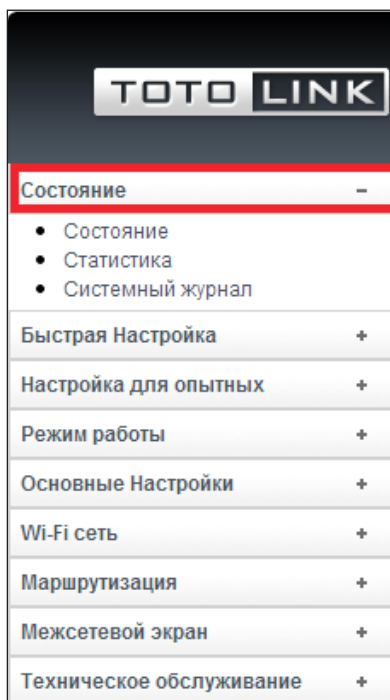 TOTO LINK
Состояние -
Состояние
Статистика
Системный журнал
Быстрая Настройка +
Настройка для опытных +
Режим работы +
Основные Настройки +
Wi-Fi сеть +
Маршрутизация +
Межсетевой экран +
Техническое обслуживание +